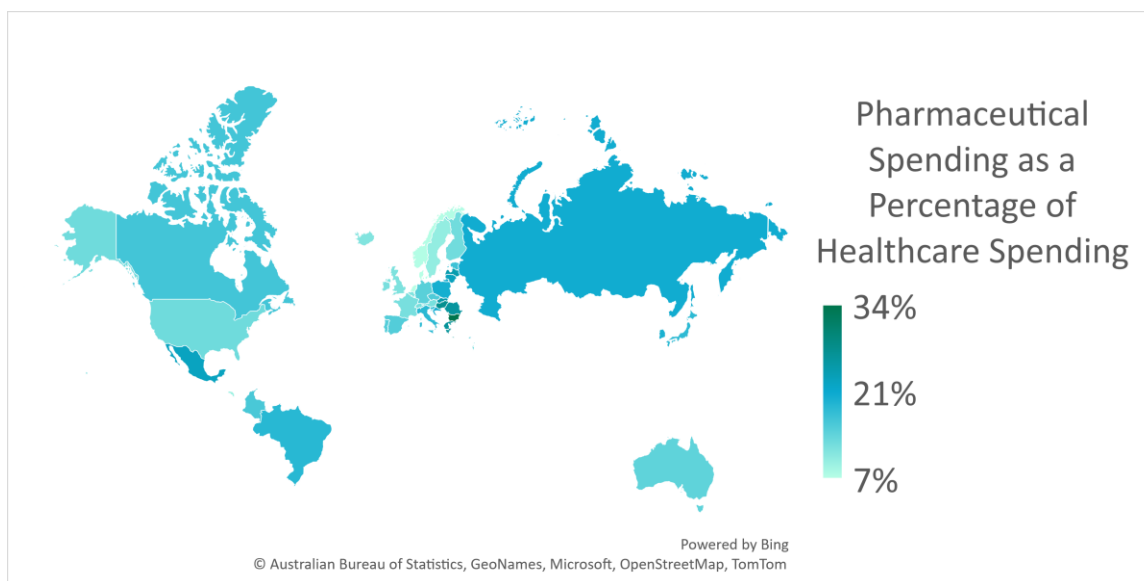 Pharmaceutical
Spending as a
Percentage of
Healthcare Spending
34%
21%
7%
Powered by Bing
© Australian Bureau of Statistics, GeoNames, Microsoft, OpenStreetMap, TomTom